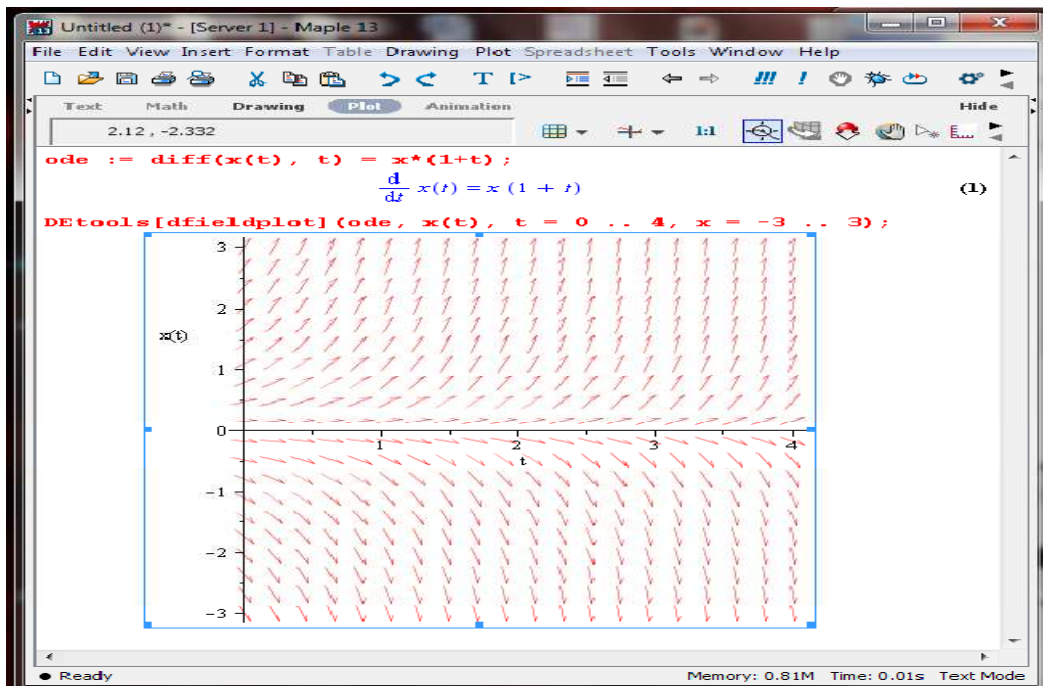 Untitled (1)* - [Server 1] - Maple 13
File Edit View Insert Format Table Drawing Plot Spreadsheet Tools Window Help
Text Math Drawing Plot Animation Hide
2.12 , -2.332 1:1
ode := diff(x(t), t) = x*(1+t);
d/dt x(t) = x (1 + t) (1)
DEtools[dfieldplot](ode, x(t), t = 0 .. 4, x = -3 .. 3);
3
2
x(t)
1
0
1 2 3 4
t
-1
-2
-3
Ready Memory: 0.81M Time: 0.01s Text Mode